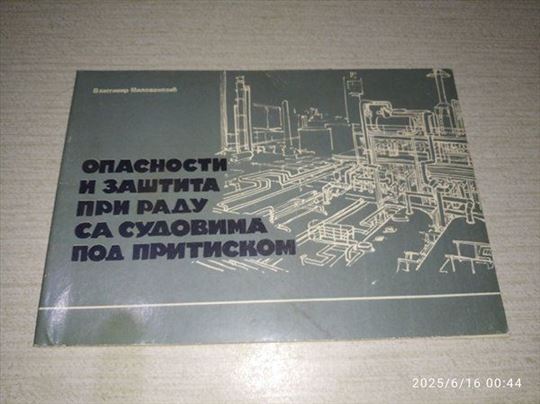 Властимир Миловановић
ОПАСНОСТИ
И ЗАШТИТА
ПРИ РАДУ
СА СУДОВИМА
ПОД ПРИТИСКОМ
2025/6/16 00:44